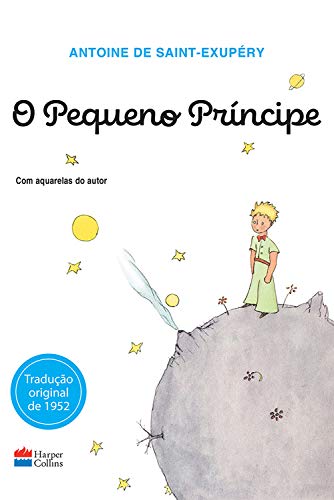 ANTOINE DE SAINT-EXUPÉRY
O Pequeno Príncipe
Com aquarelas do autor
Tradução
original
de 1952
Harper
Collins